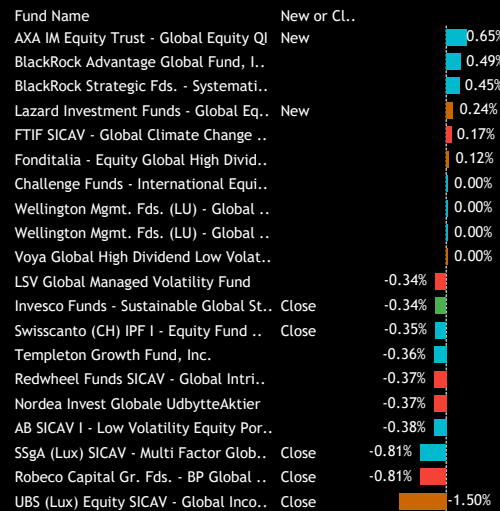 Fund Name New or Cl..
AXA IM Equity Trust - Global Equity QI New 0.65%
BlackRock Advantage Global Fund, I.. 0.49%
BlackRock Strategic Fds. - Systemati.. 0.45%
Lazard Investment Funds - Global Eq.. New 0.24%
FTIF SICAV - Global Climate Change .. 0.17%
Fonditalia - Equity Global High Divid.. 0.12%
Challenge Funds - International Equi.. 0.00%
Wellington Mgmt. Fds. (LU) - Global .. 0.00%
Wellington Mgmt. Fds. (LU) - Global .. 0.00%
Voya Global High Dividend Low Volat.. 0.00%
LSV Global Managed Volatility Fund -0.34%
Invesco Funds - Sustainable Global St.. Close -0.34%
Swisscanto (CH) IPF I - Equity Fund .. Close -0.35%
Templeton Growth Fund, Inc. -0.36%
Redwheel Funds SICAV - Global Intri.. -0.37%
Nordea Invest Globale UdbytteAktier -0.37%
AB SICAV I - Low Volatility Equity Por.. -0.38%
SSgA (Lux) SICAV - Multi Factor Glob.. Close -0.81%
Robeco Capital Gr. Fds. - BP Global .. Close -0.81%
UBS (Lux) Equity SICAV - Global Inco.. Close -1.50%